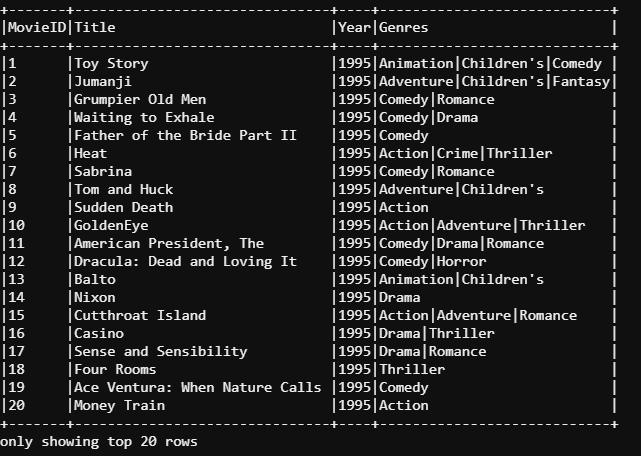 +-------+-------------------------------+----+----------------------------+
|MovieID|Title                          |Year|Genres                      |
+-------+-------------------------------+----+----------------------------+
|1      |Toy Story                      |1995|Animation|Children's|Comedy |
|2      |Jumanji                        |1995|Adventure|Children's|Fantasy|
|3      |Grumpier Old Men               |1995|Comedy|Romance              |
|4      |Waiting to Exhale              |1995|Comedy|Drama                |
|5      |Father of the Bride Part II    |1995|Comedy                      |
|6      |Heat                           |1995|Action|Crime|Thriller       |
|7      |Sabrina                        |1995|Comedy|Romance              |
|8      |Tom and Huck                   |1995|Adventure|Children's        |
|9      |Sudden Death                   |1995|Action                      |
|10     |GoldenEye                      |1995|Action|Adventure|Thriller   |
|11     |American President, The        |1995|Comedy|Drama|Romance        |
|12     |Dracula: Dead and Loving It    |1995|Comedy|Horror               |
|13     |Balto                          |1995|Animation|Children's        |
|14     |Nixon                          |1995|Drama                       |
|15     |Cutthroat Island               |1995|Action|Adventure|Romance    |
|16     |Casino                         |1995|Drama|Thriller              |
|17     |Sense and Sensibility          |1995|Drama|Romance               |
|18     |Four Rooms                     |1995|Thriller                    |
|19     |Ace Ventura: When Nature Calls |1995|Comedy                      |
|20     |Money Train                    |1995|Action                      |
+-------+-------------------------------+----+----------------------------+
only showing top 20 rows